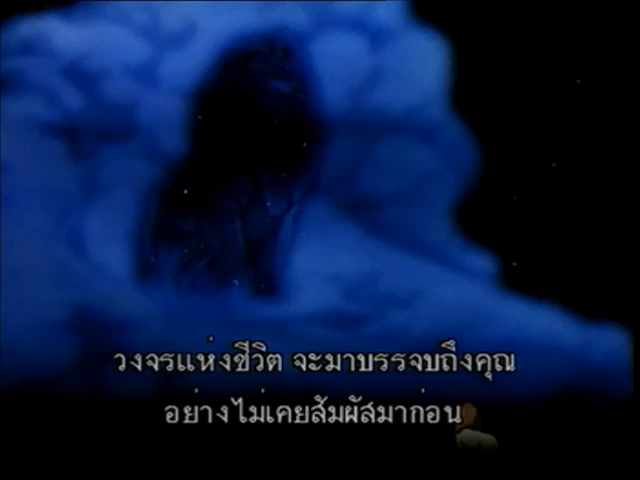 วงจรแห่งชีวิต จะมาบรรจบถึงคุณ
อย่างไม่เคยสัมผัสมาก่อน